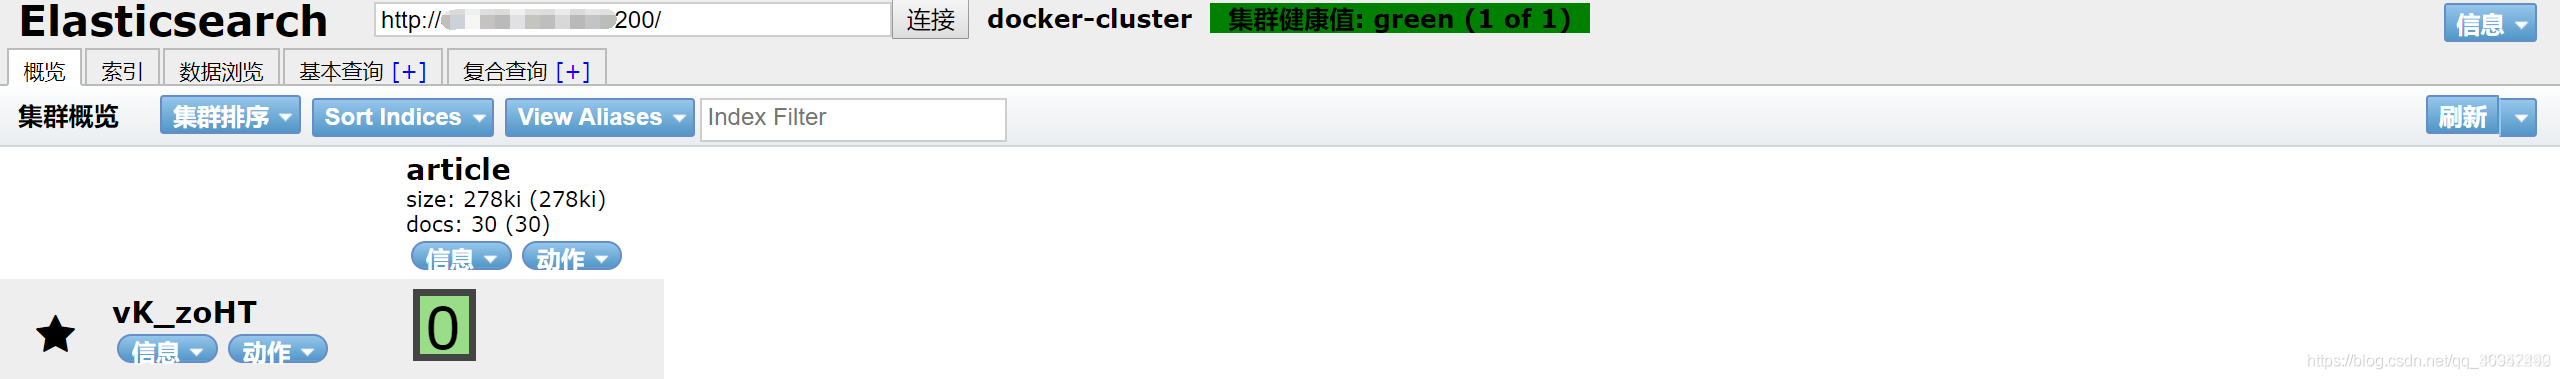 Elasticsearch http:// 200/ 连接 docker-cluster 集群健康值: green (1 of 1) 信息
概览 索引 数据浏览 基本查询 [+] 复合查询 [+]
集群概览 集群排序 Sort Indices View Aliases Index Filter 刷新
article
size: 278ki (278ki)
docs: 30 (30)
信息 动作
vK_zoHT
0
信息 动作
https://blog.csdn.net/qq_